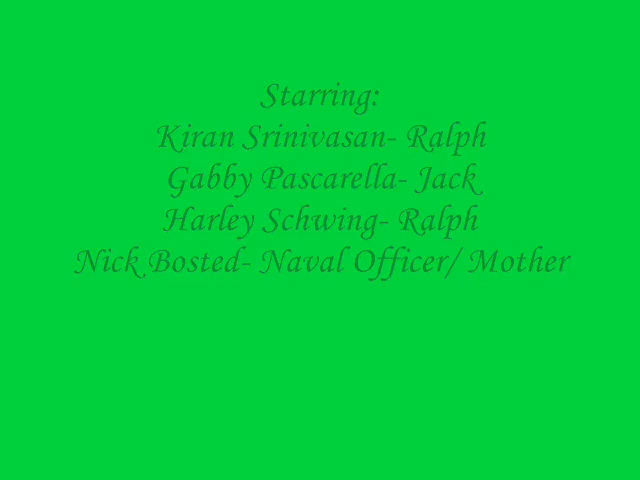 Starring:
Kiran Srinivasan- Ralph
Gabby Pascarella- Jack
Harley Schwing- Ralph
Nick Bosted- Naval Officer/ Mother